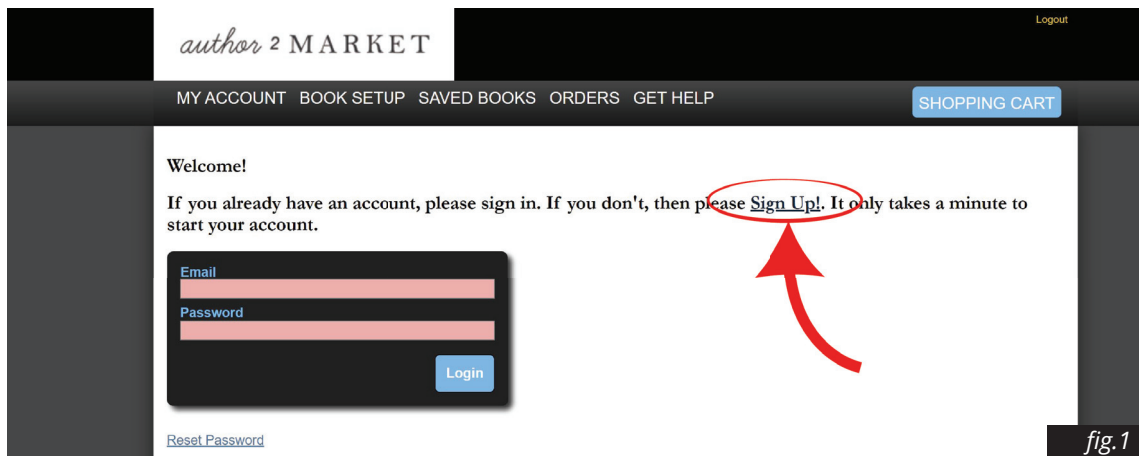 Logout
author 2 MARKET
MY ACCOUNT BOOK SETUP SAVED BOOKS ORDERS GET HELP
SHOPPING CART
Welcome!
If you already have an account, please sign in. If you don't, then please Sign Up!. It only takes a minute to
start your account.
Email
Password
Login
Reset Password
fig.1